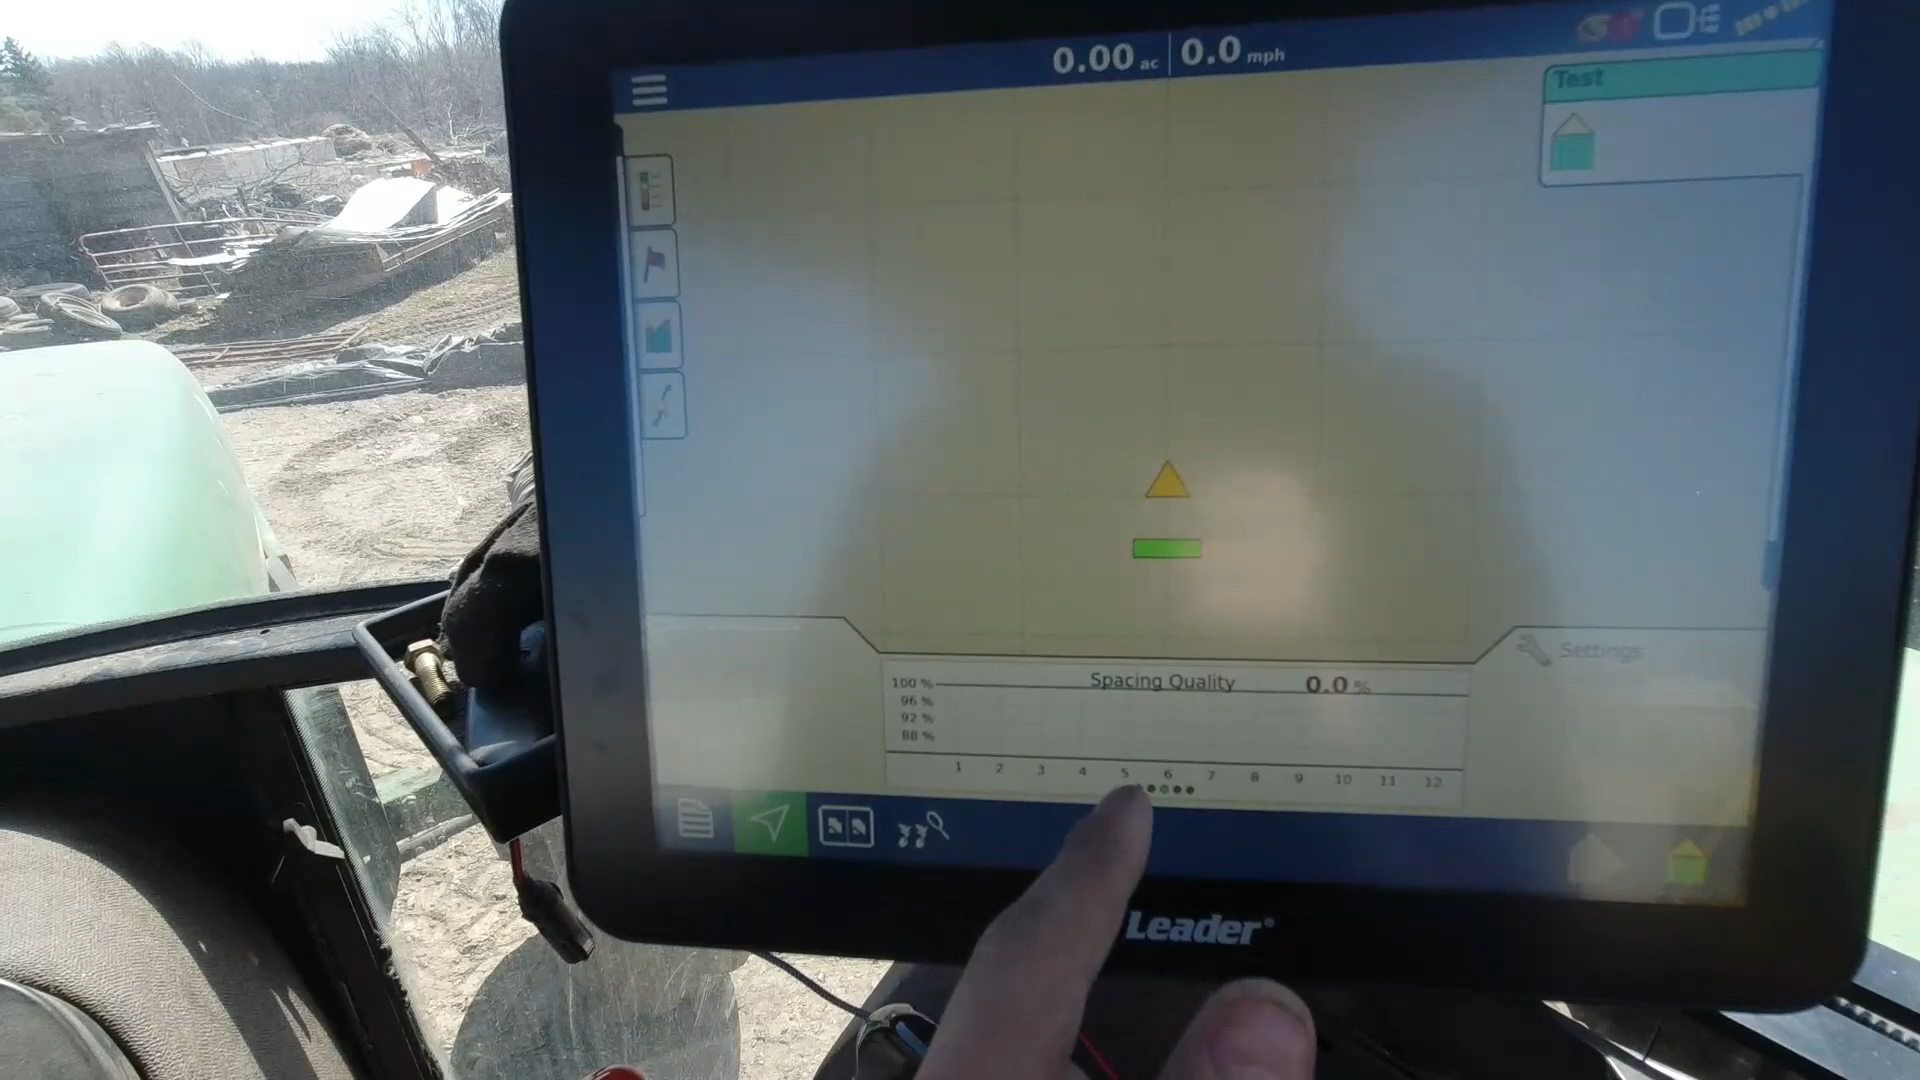 0.00 ac 0.0 mph
Test
Settings
Spacing Quality 0.0 %
100 %
96 %
92 %
88 %
1 2 3 4 5 6 7 8 9 10 11 12
Leader®